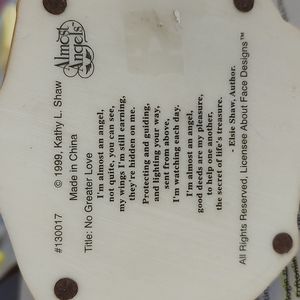 Almost
Angels™
© 1999, Kathy L. Shaw
Made in China
Title: No Greater Love
#130017
I'm almost an angel,
not quite, you can see,
my wings I'm still earning,
they're hidden on me.
Protecting and guiding,
and lighting your way,
sent from above,
I'm watching each day.
I'm almost an angel,
good deeds are my pleasure,
to help one another,
the secret of life's treasure.
- Elsie Shaw, Author.
All Rights Reserved, Licensee About Face Designs™